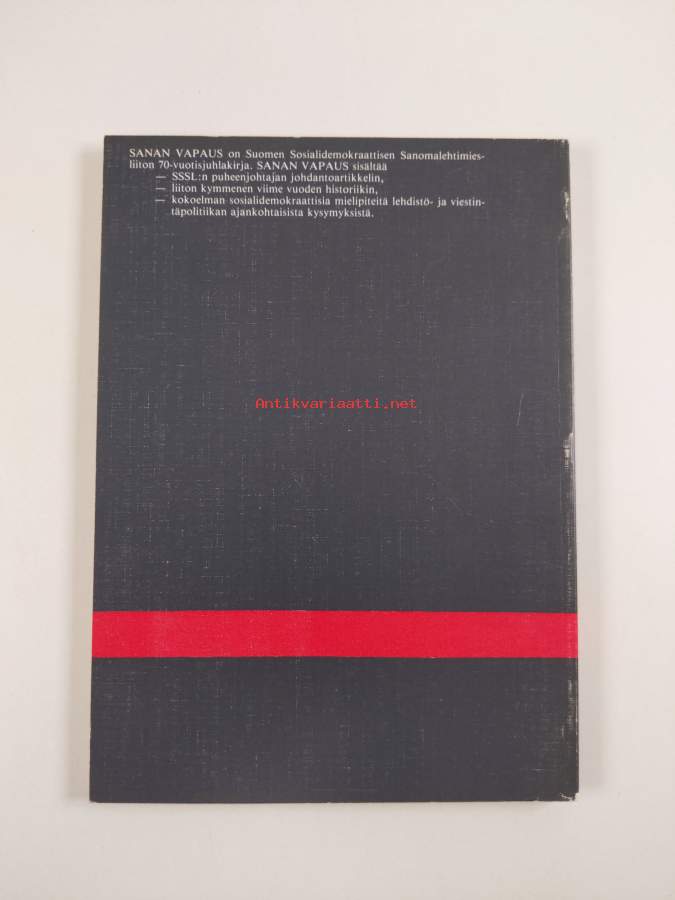 SANAN VAPAUS on Suomen Sosialidemokraattisen Sanomalehtimies-
liiton 70-vuotisjuhlakirja. SANAN VAPAUS sisältää
— SSSL:n puheenjohtajan johdantoartikkelin,
— liiton kymmenen viime vuoden historiikin,
— kokoelman sosialidemokraattisia mielipiteitä lehdistö- ja viestin-
täpolitiikan ajankohtaisista kysymyksistä.
Antikvariaatti.net